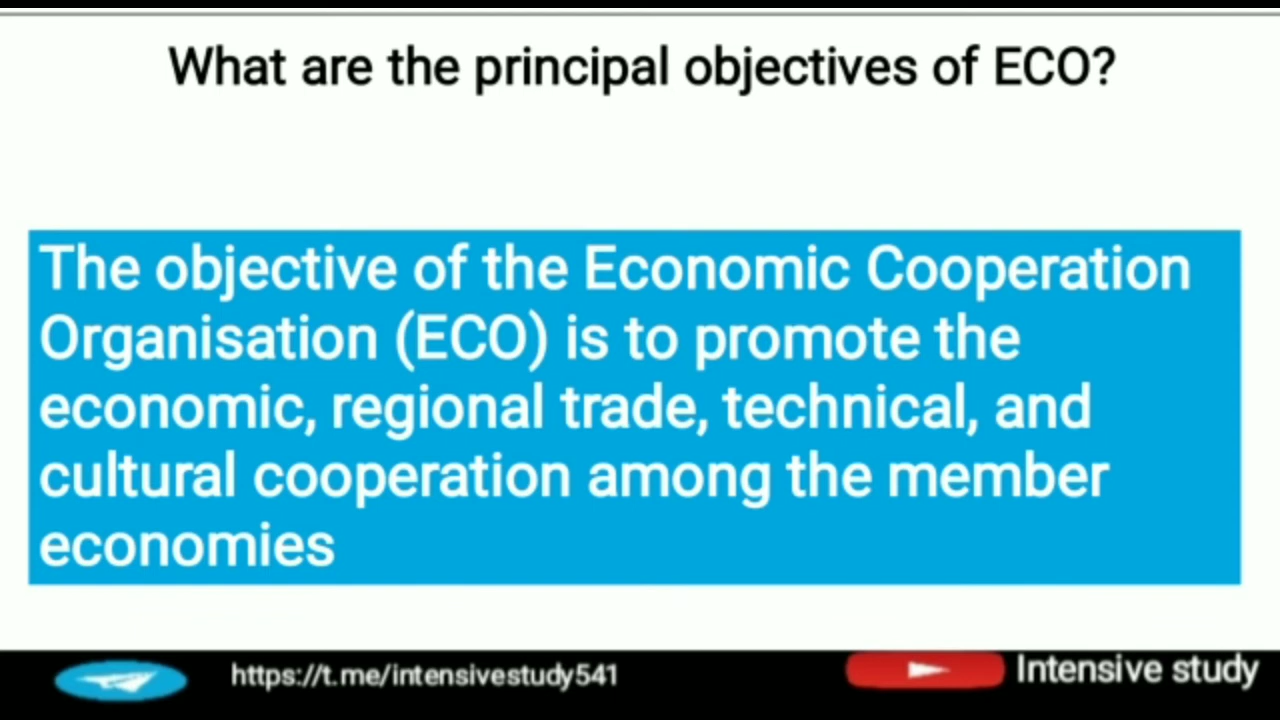 What are the principal objectives of ECO?
The objective of the Economic Cooperation
Organisation (ECO) is to promote the
economic, regional trade, technical, and
cultural cooperation among the member
economies
https://t.me/intensivestudy541
Intensive study